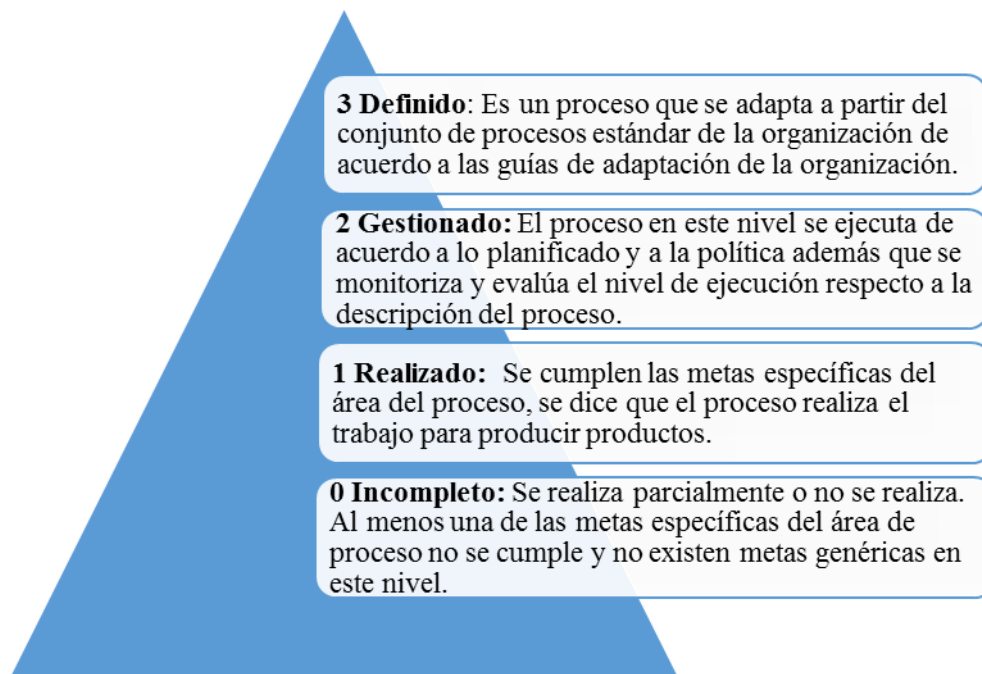 3 Definido: Es un proceso que se adapta a partir del
conjunto de procesos estándar de la organización de
acuerdo a las guías de adaptación de la organización.
2 Gestionado: El proceso en este nivel se ejecuta de
acuerdo a lo planificado y a la política además que se
monitoriza y evalúa el nivel de ejecución respecto a la
descripción del proceso.
1 Realizado: Se cumplen las metas específicas del
área del proceso, se dice que el proceso realiza el
trabajo para producir productos.
0 Incompleto: Se realiza parcialmente o no se realiza.
Al menos una de las metas específicas del área de
proceso no se cumple y no existen metas genéricas en
este nivel.